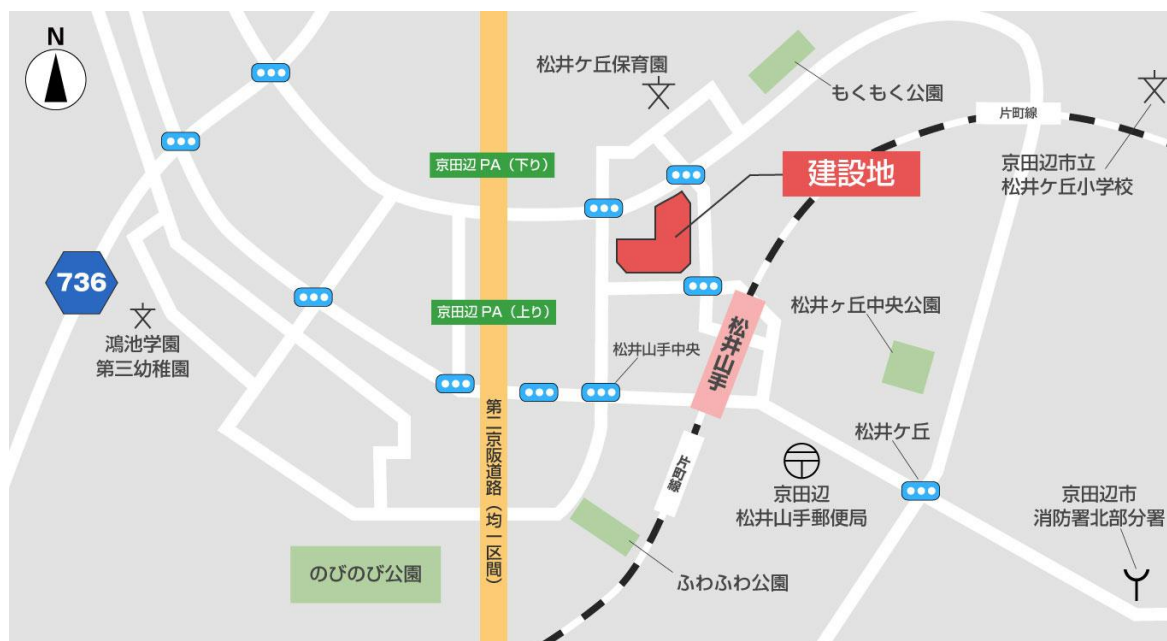 N
松井ケ丘保育園
もくもく公園
片町線
京田辺市立
松井ケ丘小学校
京田辺 PA（下り）
建設地
736
鴻池学園
第三幼稚園
京田辺 PA（上り）
松井山手中央
松井山手
松井ヶ丘中央公園
第二京阪道路（均一区間）
片町線
松井ケ丘
京田辺
松井山手郵便局
京田辺市
消防署北部分署
のびのび公園
ふわふわ公園